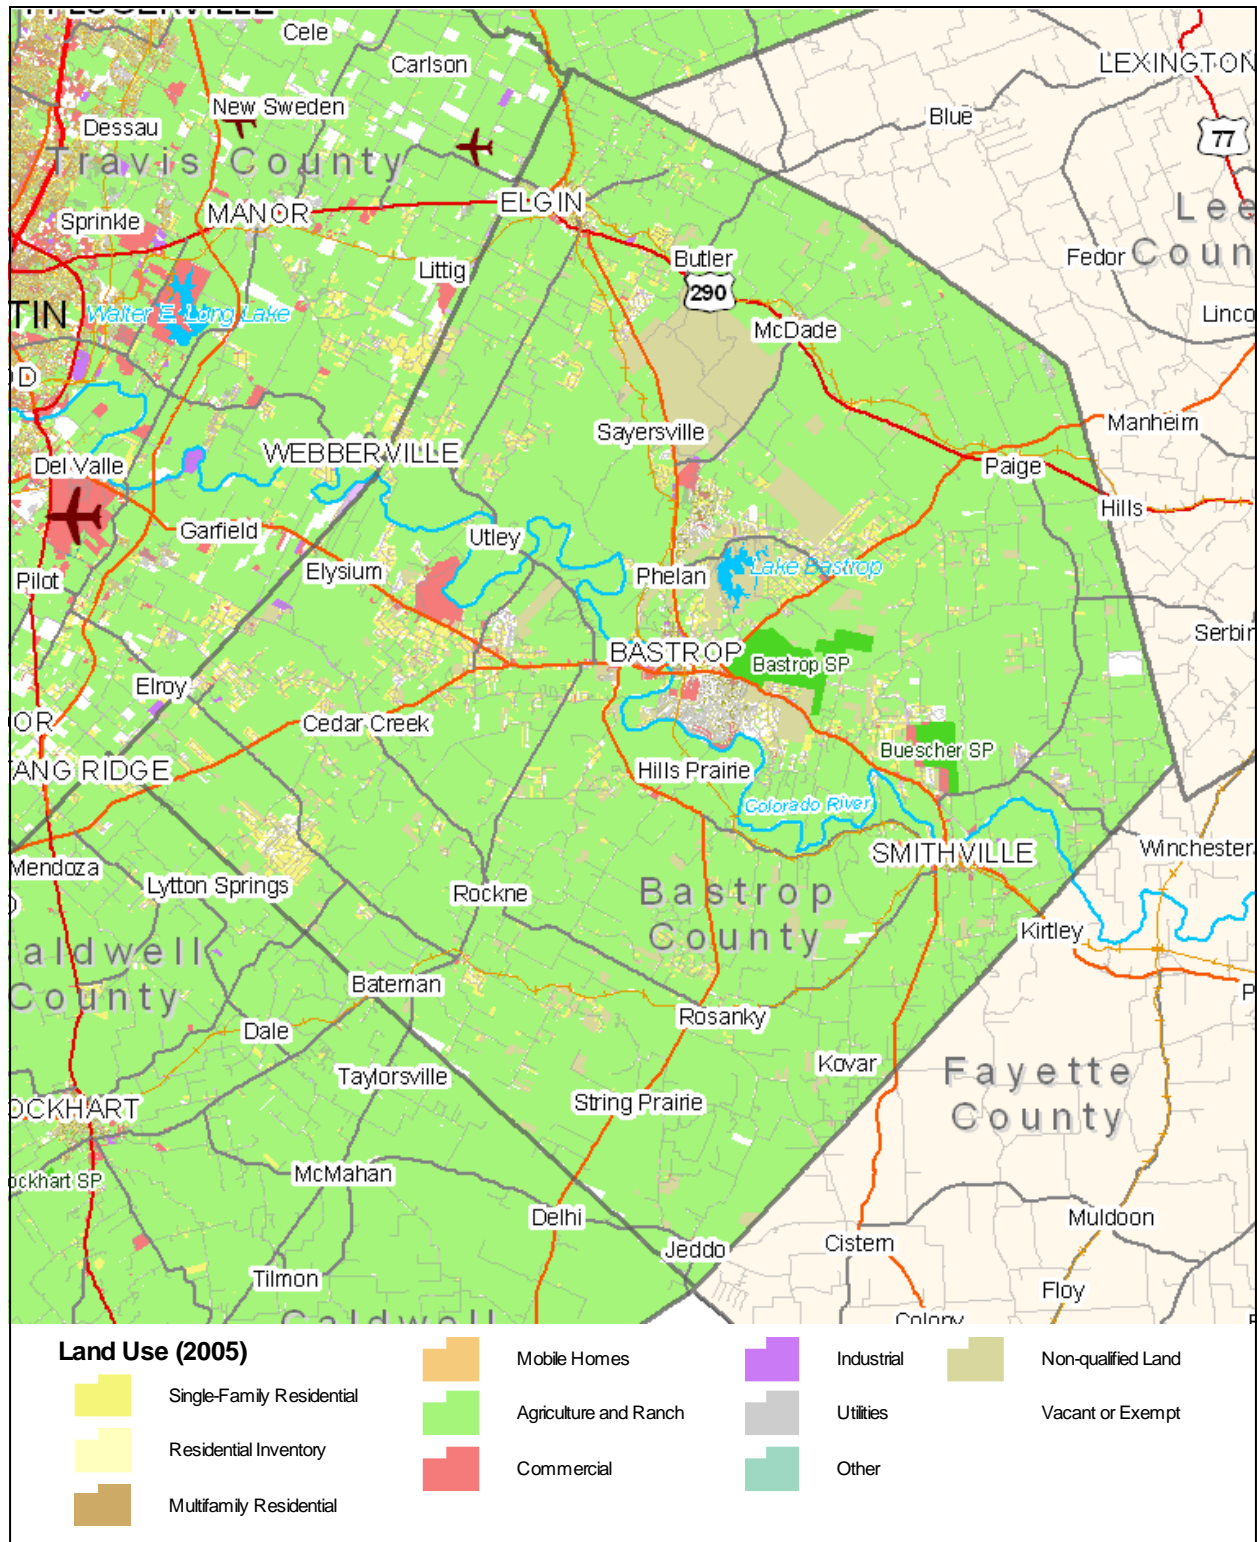 Cele
Carlson
LEXINGTON
New Sweden
Blue
Dessau
77
Travis County
ELGIN
Lee
MANOR
Sprinkle
Coun
Butler
Fedor
Littig
290
Walter E. Long Lake
TIN
Linco
McDade
Manheim
Sayersville
WEBBERVILLE
Del Valle
Paige
Hills
Garfield
Utley
Elysium
Phelan
Lake Bastrop
Pilot
Serbin
BASTROP
Bastrop SP
Elroy
OR
Cedar Creek
Buescher SP
TANG RIDGE
Hills Prairie
Colorado River
SMITHVILLE
Winchester
Mendoza
Lytton Springs
Rockne
Bastrop
County
Kirtley
aldwell
County
Bateman
P
Rosanky
Dale
Kovar
Taylorsville
Fayette
County
String Prairie
OCKHART
McMahan
ockhart SP
Delhi
Muldoon
Jeddo
Cistern
Tilmon
Floy
Colony
Caldwell
Land Use (2005)
Single-Family Residential
Residential Inventory
Multifamily Residential
Mobile Homes
Agriculture and Ranch
Commercial
Industrial
Utilities
Other
Non-qualified Land
Vacant or Exempt